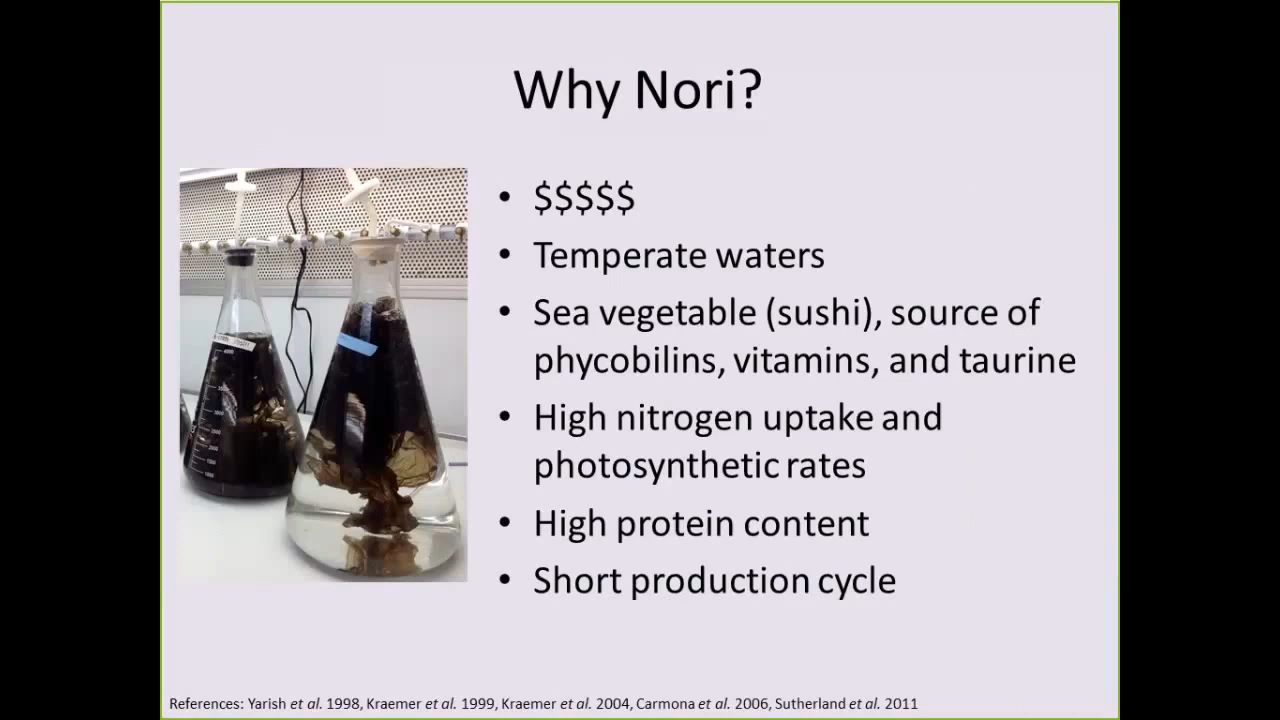 Why Nori?
• $$$$$
• Temperate waters
• Sea vegetable (sushi), source of
phycobilins, vitamins, and taurine
• High nitrogen uptake and
photosynthetic rates
• High protein content
• Short production cycle
References: Yarish et al. 1998, Kraemer et al. 1999, Kraemer et al. 2004, Carmona et al. 2006, Sutherland et al. 2011